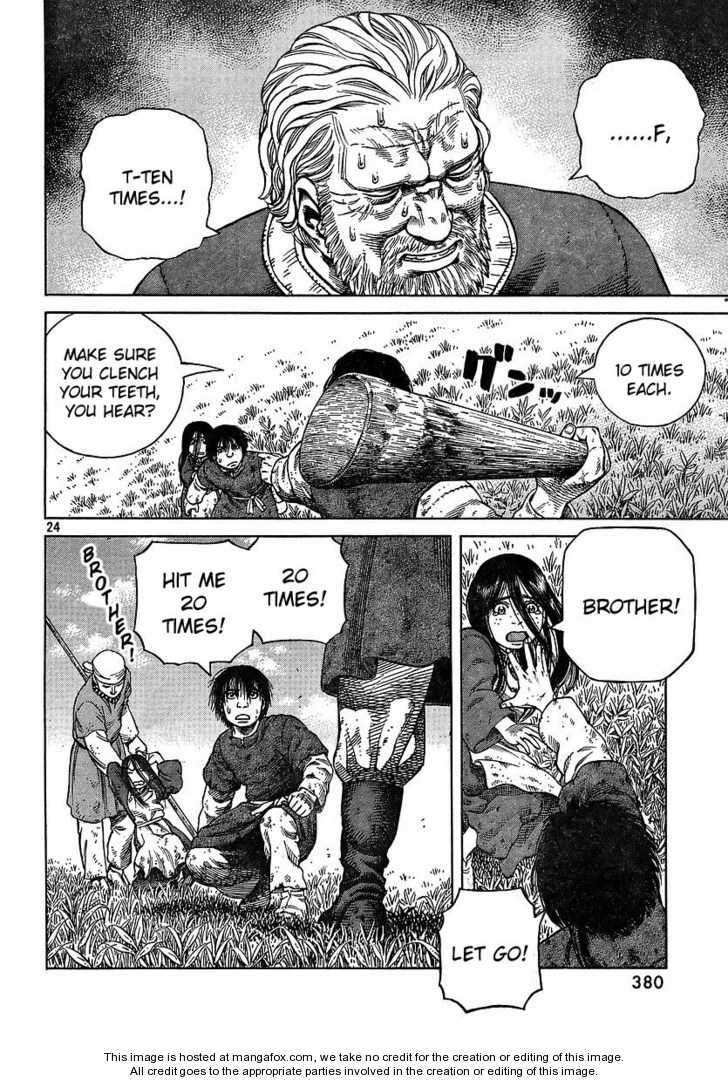 ......F,
T-TEN
TIMES...!
10 TIMES
EACH.
グンッ
MAKE SURE
YOU CLENCH
YOUR TEETH,
YOU HEAR?
24
BROTHER!
LET GO!
20
TIMES!
HIT ME
20
TIMES!
BROTHER!
380
This image is hosted at mangafox.com, we take no credit for the creation or editing of this image.
All credit goes to the appropriate parties involved in the creation or editing of this image.